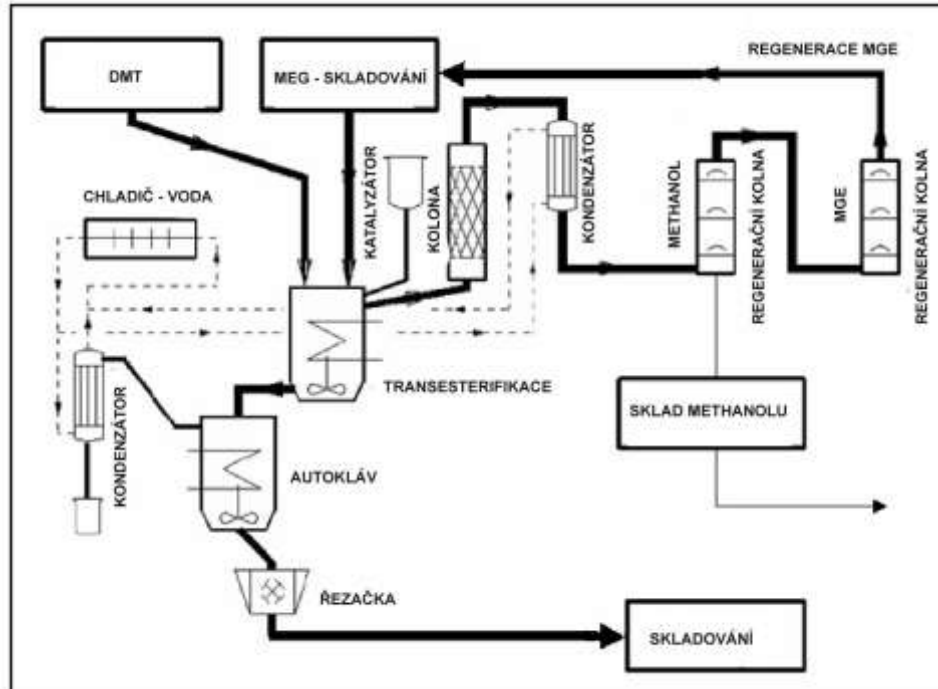 REGENERACE MGE
DMT
MEG - SKLADOVÁNÍ
KATALYZÁTOR
KOLONA
KONDENZÁTOR
METHANOL
REGENERAČNÍ KOLNA
MGE
REGENERAČNÍ KOLNA
CHLADIČ - VODA
TRANSESTERIFIKACE
SKLAD METHANOLU
KONDENZÁTOR
AUTOKLÁV
ŘEZAČKA
SKLADOVÁNÍ